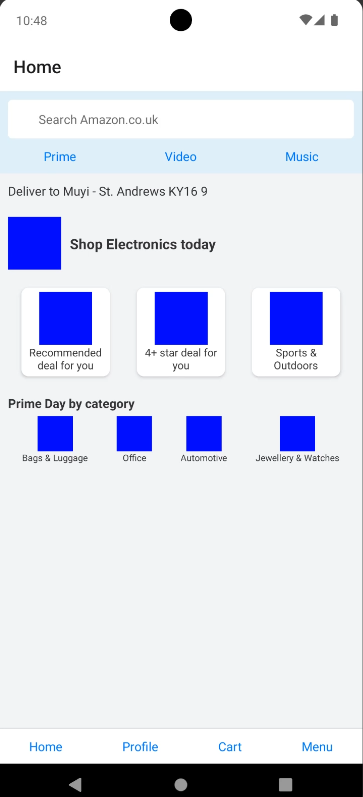 10:48
Home
Search Amazon.co.uk
Prime Video Music
Deliver to Muyi - St. Andrews KY16 9
Shop Electronics today
Recommended
deal for you
4+ star deal for
you
Sports &
Outdoors
Prime Day by category
Bags & Luggage Office Automotive Jewellery & Watches
Home Profile Cart Menu